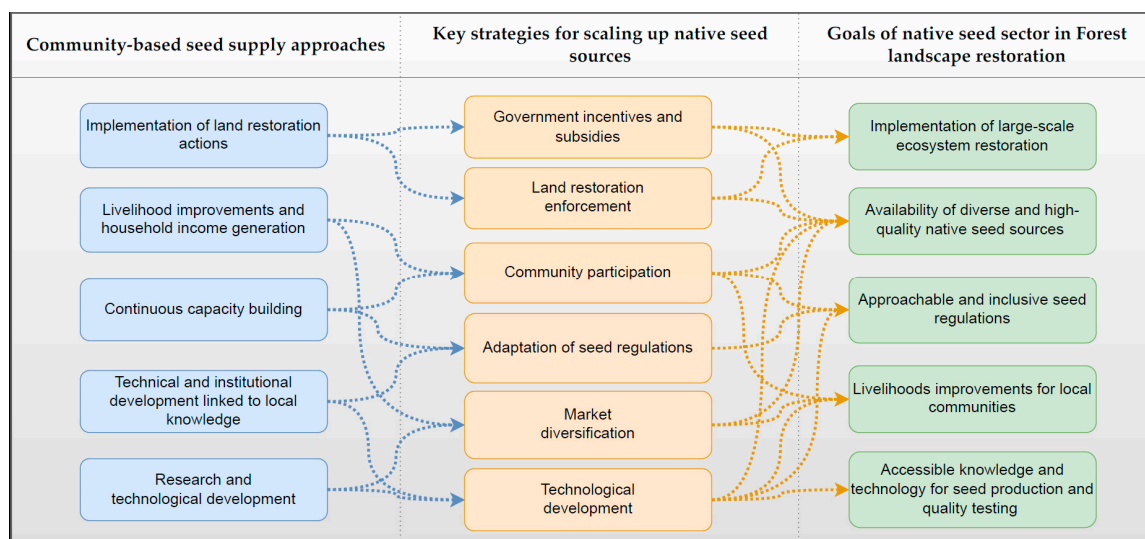 Community-based seed supply approaches
Key strategies for scaling up native seed
sources
Goals of native seed sector in Forest
landscape restoration
Implementation of land restoration
actions
Livelihood improvements and
household income generation
Continuous capacity building
Technical and institutional
development linked to local
knowledge
Research and
technological development
Government incentives and
subsidies
Land restoration
enforcement
Community participation
Adaptation of seed regulations
Market
diversification
Technological
development
Implementation of large-scale
ecosystem restoration
Availability of diverse and high-
quality native seed sources
Approachable and inclusive seed
regulations
Livelihoods improvements for local
communities
Accessible knowledge and
technology for seed production and
quality testing